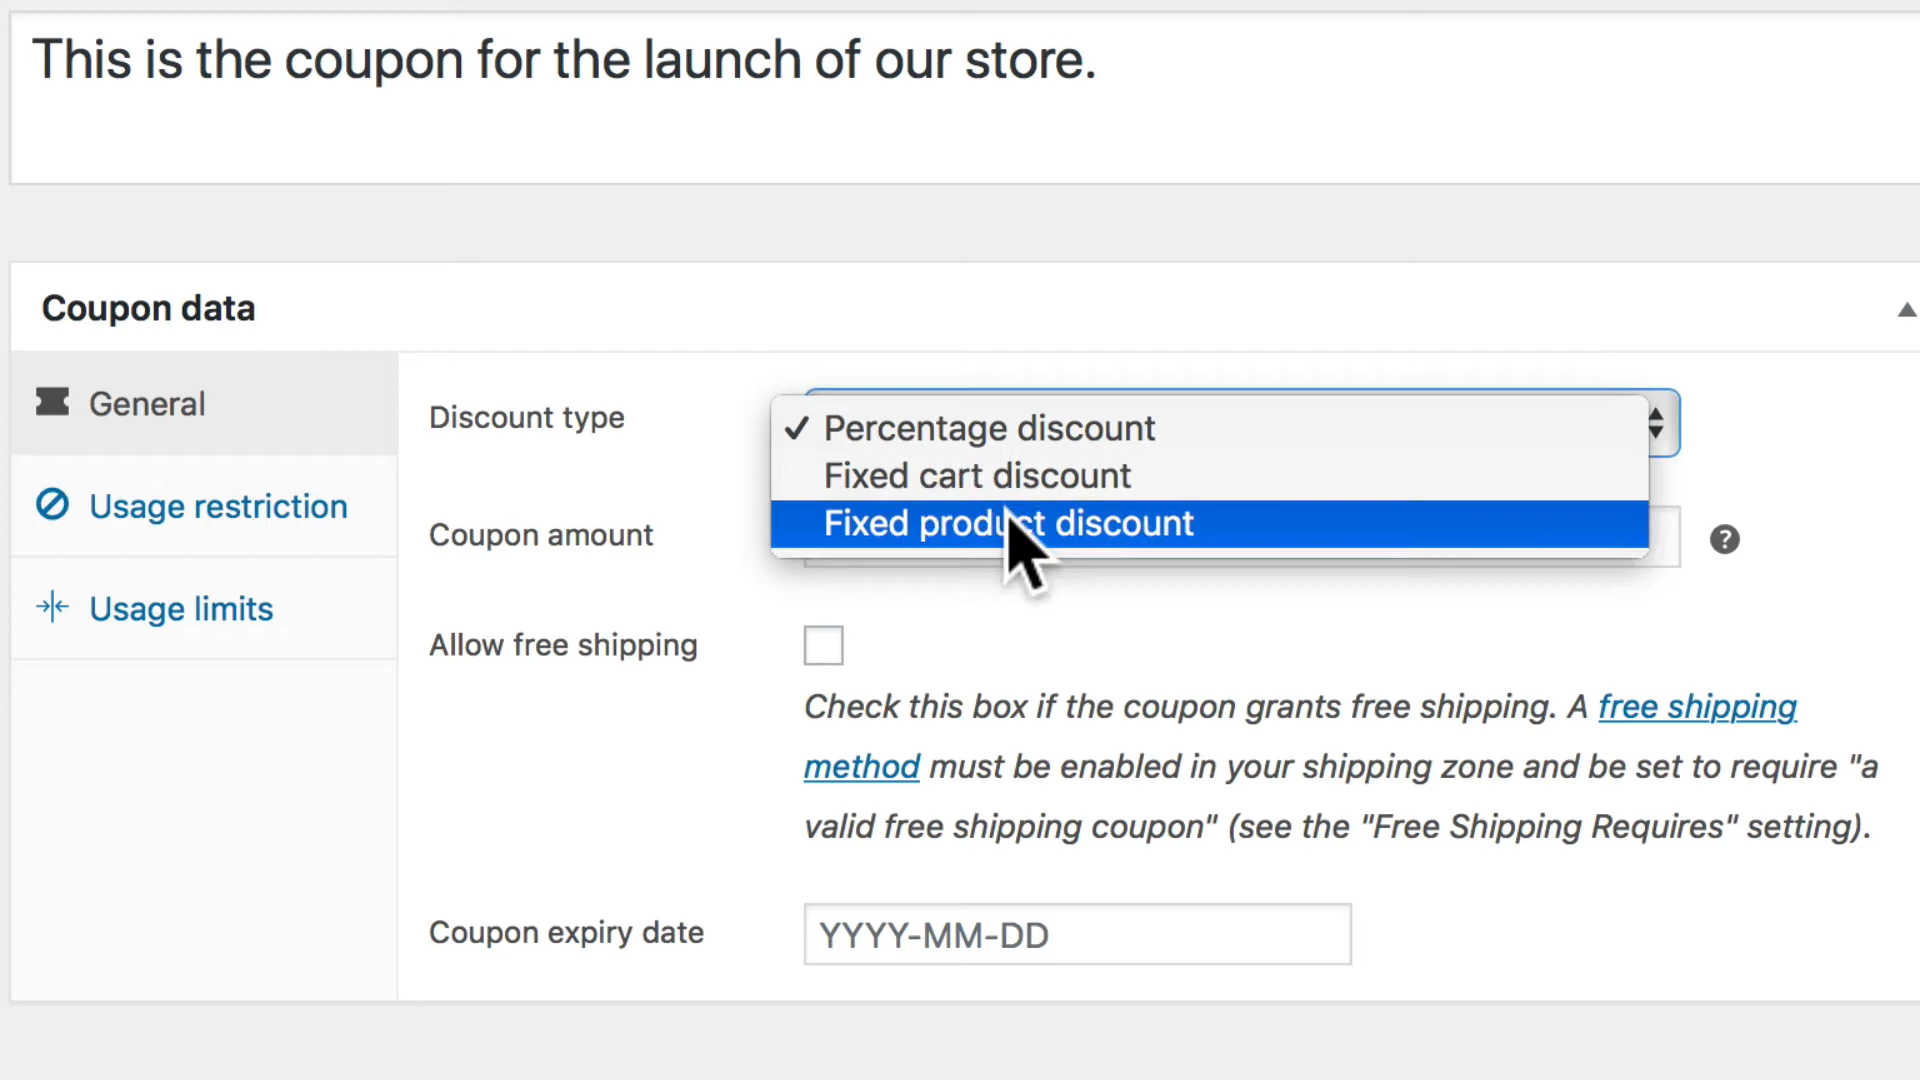 This is the coupon for the launch of our store.
Coupon data
General
Usage restriction
Usage limits
Discount type
Percentage discount
Fixed cart discount
Fixed product discount
Coupon amount
Allow free shipping
Check this box if the coupon grants free shipping. A free shipping
method must be enabled in your shipping zone and be set to require "a
valid free shipping coupon" (see the "Free Shipping Requires" setting).
Coupon expiry date
YYYY-MM-DD